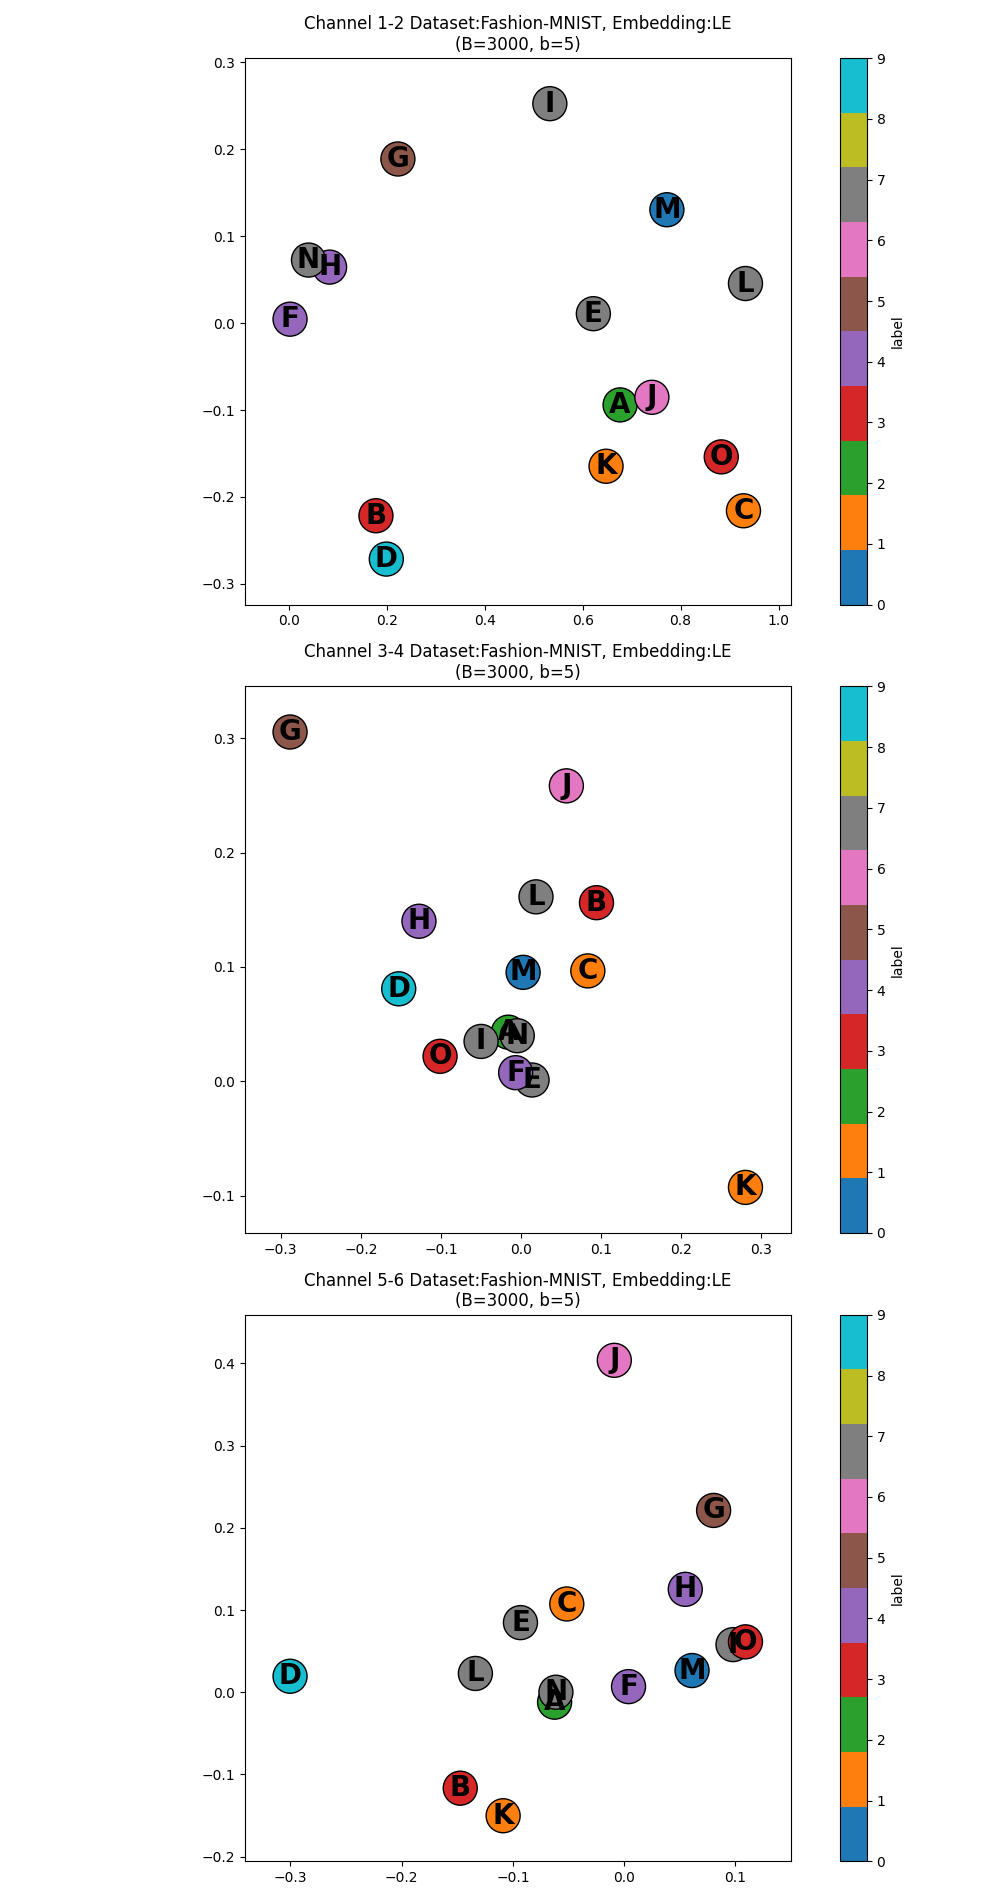 Channel 1-2 Dataset:Fashion-MNIST, Embedding:LE
(B=3000, b=5)
0.3
0.2
0.1
0.0
−0.1
−0.2
−0.3
0.0 0.2 0.4 0.6 0.8 1.0
I
G
M
N H
L
E
F
J
A
O
K
C
B
D
9
8
7
6
5
4
3
2
1
0
label
Channel 3-4 Dataset:Fashion-MNIST, Embedding:LE
(B=3000, b=5)
0.3
0.2
0.1
0.0
−0.1
−0.3 −0.2 −0.1 0.0 0.1 0.2 0.3
G
J
L
B
H
M
C
D
A N
I
O
F
E
K
9
8
7
6
5
4
3
2
1
0
label
Channel 5-6 Dataset:Fashion-MNIST, Embedding:LE
(B=3000, b=5)
0.4
0.3
0.2
0.1
0.0
−0.1
−0.2
−0.3 −0.2 −0.1 0.0 0.1
J
G
H
C
E
I O
L
M
D
F
N
A
B
K
9
8
7
6
5
4
3
2
1
0
label